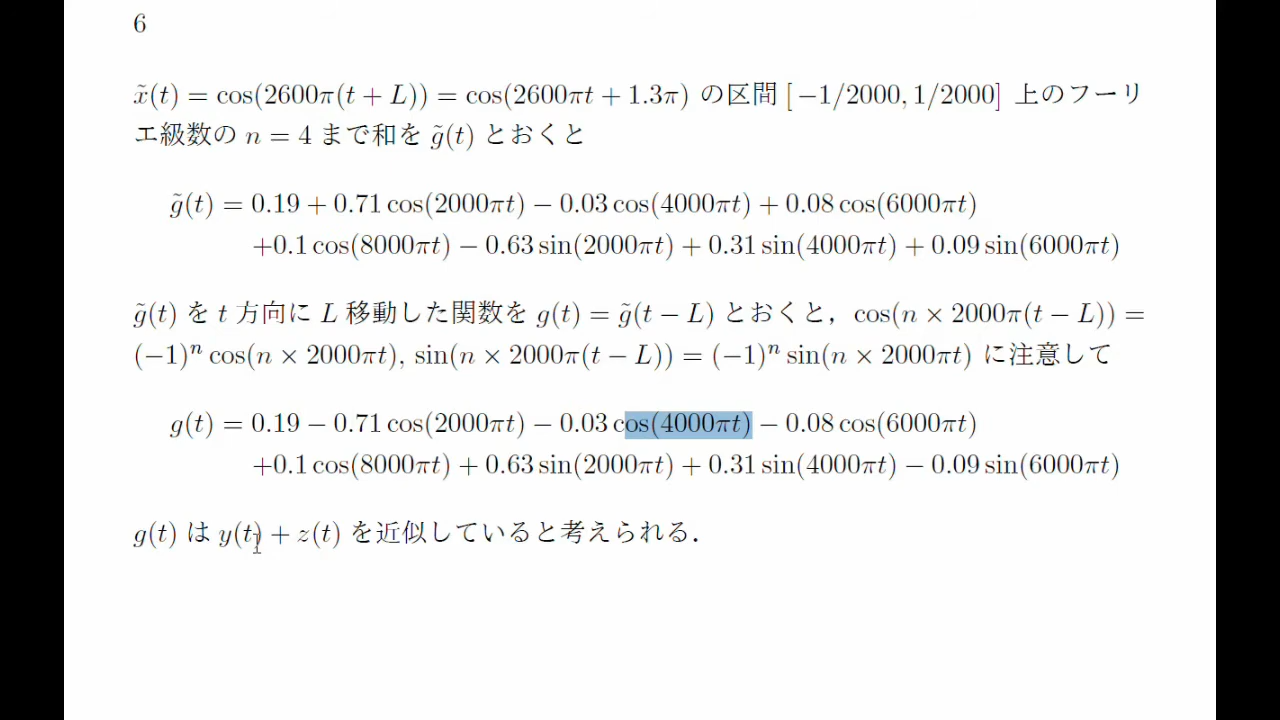 6
x̃(t) = cos(2600π(t + L)) = cos(2600πt + 1.3π) の区間 [−1/2000, 1/2000] 上のフーリ
エ級数の n = 4 まで和を g̃(t) とおくと
g̃(t) = 0.19 + 0.71 cos(2000πt) − 0.03 cos(4000πt) + 0.08 cos(6000πt)
+0.1 cos(8000πt) − 0.63 sin(2000πt) + 0.31 sin(4000πt) + 0.09 sin(6000πt)
g̃(t) を t 方向に L 移動した関数を g(t) = g̃(t − L) とおくと，cos(n × 2000π(t − L)) =
(−1)ⁿ cos(n × 2000πt), sin(n × 2000π(t − L)) = (−1)ⁿ sin(n × 2000πt) に注意して
g(t) = 0.19 − 0.71 cos(2000πt) − 0.03 cos(4000πt) − 0.08 cos(6000πt)
+0.1 cos(8000πt) + 0.63 sin(2000πt) + 0.31 sin(4000πt) − 0.09 sin(6000πt)
g(t) は y(t) + z(t) を近似していると考えられる．